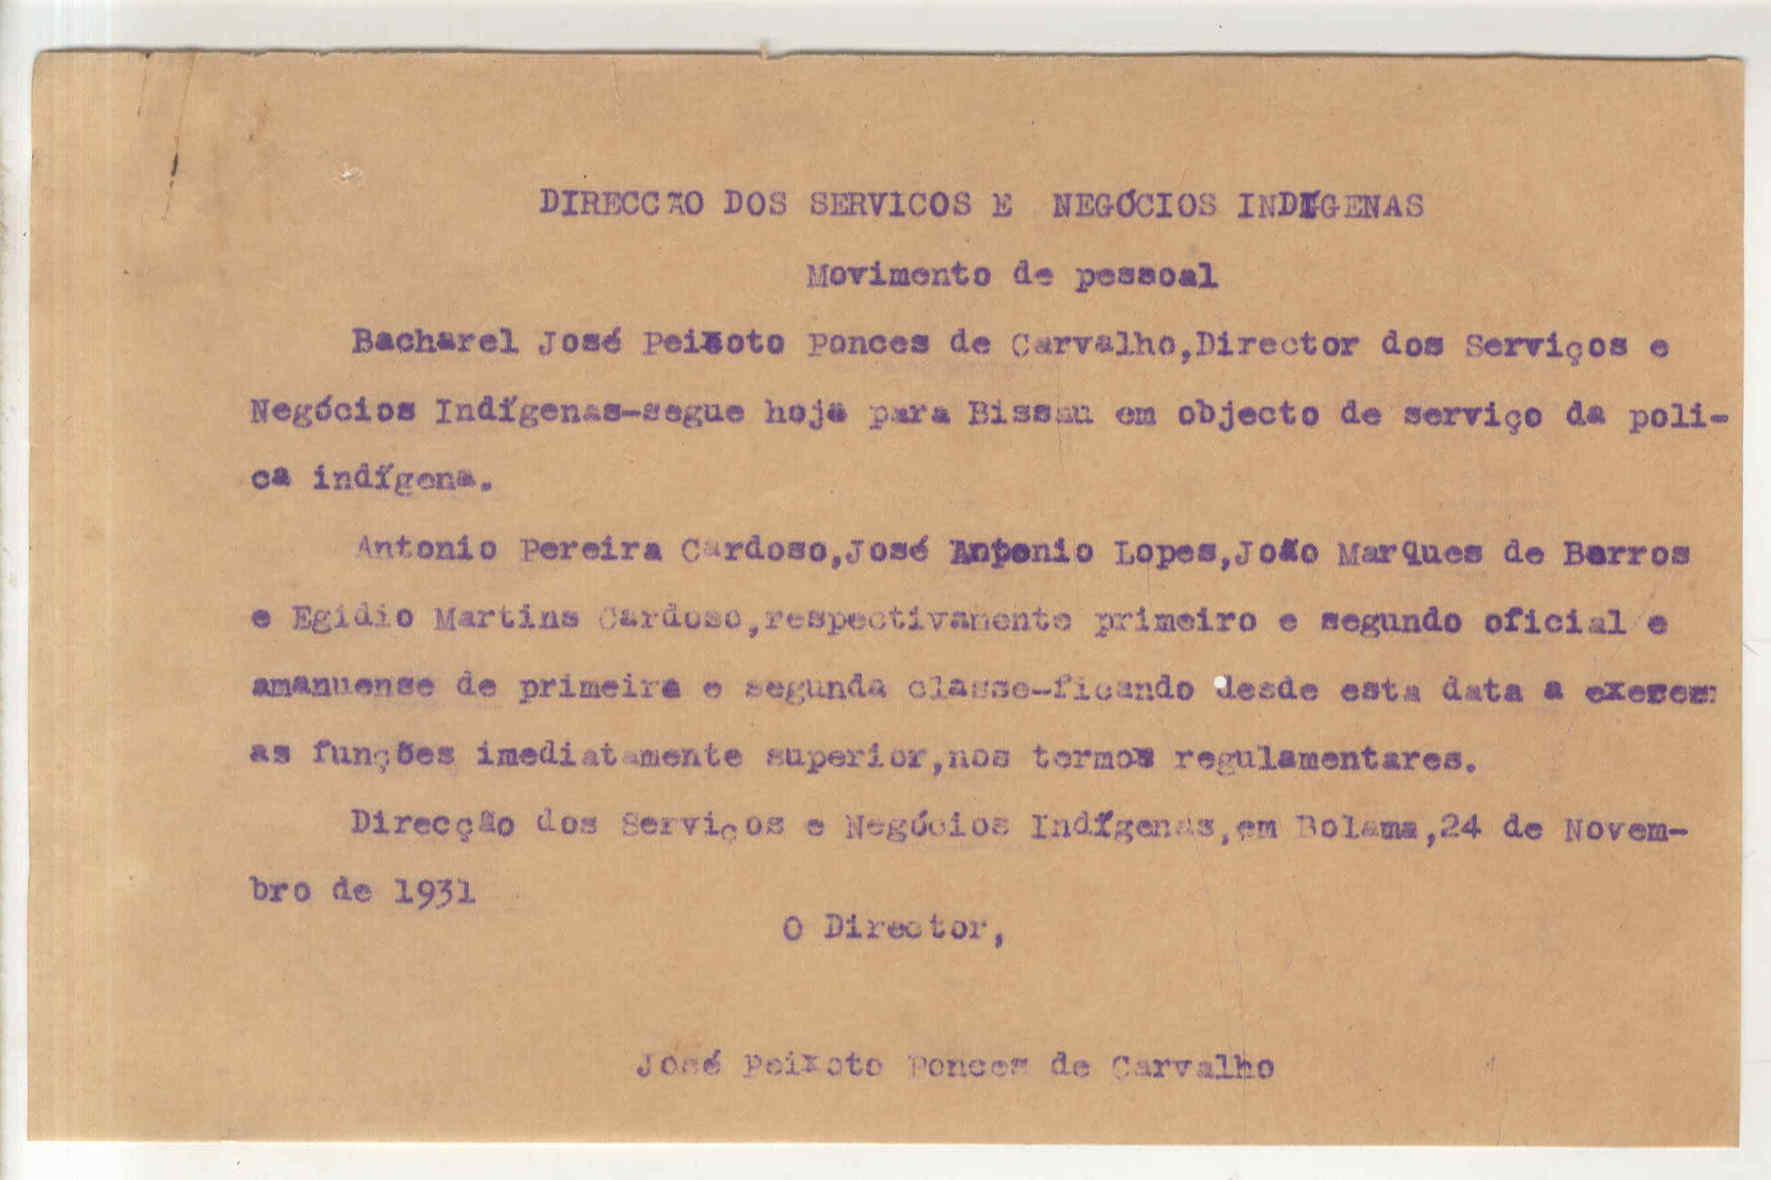 DIRECCÃO DOS SERVICOS E NEGÓCIOS INDÍGENAS
Movimento de pessoal
Bacharel José Peixoto Ponces de Carvalho,Director dos Serviços e
Negócios Indígenas-segue hoje para Bissau em objecto de serviço da poli-
ca indígena.
Antonio Pereira Cardoso,José Antonio Lopes,João Marques de Barros
e Egidio Martins Cardoso,respectivamente primeiro e segundo oficial e
amanuense de primeira e segunda classe-ficando desde esta data a exercer
as funções imediatamente superior,nos termos regulamentares.
Direcção dos Serviços e Negócios Indígenas,em Bolama,24 de Novem-
bro de 1931
O Director,
José Peixoto Ponces de Carvalho